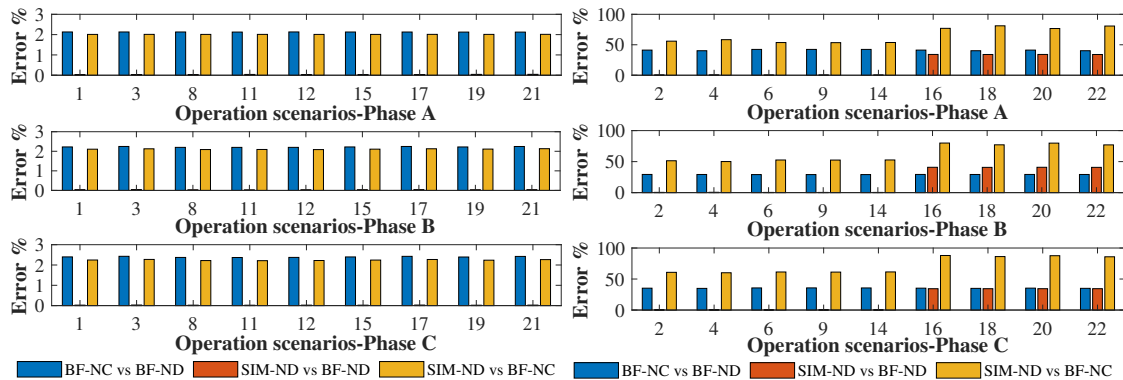 Error %
3
2
1
0
1 3 8 11 12 15 17 19 21
Operation scenarios-Phase A
Error %
3
2
1
0
1 3 8 11 12 15 17 19 21
Operation scenarios-Phase B
Error %
3
2
1
0
1 3 8 11 12 15 17 19 21
Operation scenarios-Phase C
BF-NC vs BF-ND SIM-ND vs BF-ND SIM-ND vs BF-NC
Error %
100
50
0
2 4 6 9 14 16 18 20 22
Operation scenarios-Phase A
Error %
100
50
0
2 4 6 9 14 16 18 20 22
Operation scenarios-Phase B
Error %
100
50
0
2 4 6 9 14 16 18 20 22
Operation scenarios-Phase C
BF-NC vs BF-ND SIM-ND vs BF-ND SIM-ND vs BF-NC